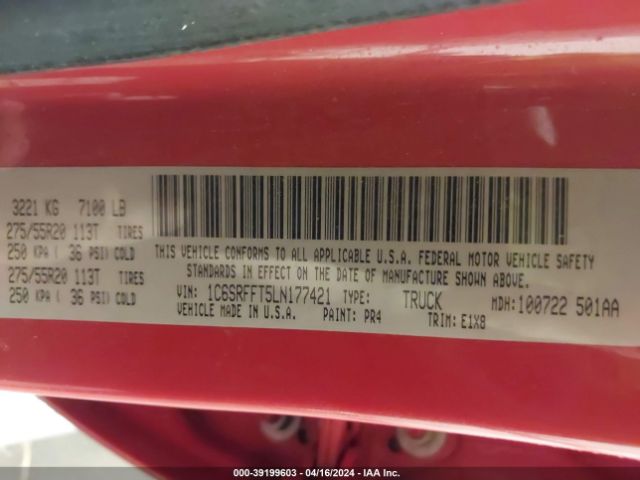 3221 KG 7100 LB
275/55R20 113T TIRES
250 KPA ( 36 PSI) COLD
275/55R20 113T TIRES
250 KPA ( 36 PSI) COLD
THIS VEHICLE CONFORMS TO ALL APPLICABLE U.S.A. FEDERAL MOTOR VEHICLE SAFETY
STANDARDS IN EFFECT ON THE DATE OF MANUFACTURE SHOWN ABOVE.
VIN: 1C6SRFFT5LN177421 TYPE: TRUCK MDH:100722 501AA
VEHICLE MADE IN U.S.A. PAINT: PR4 TRIM: E1X8
000-39199603 - 04/16/2024 - IAA Inc.